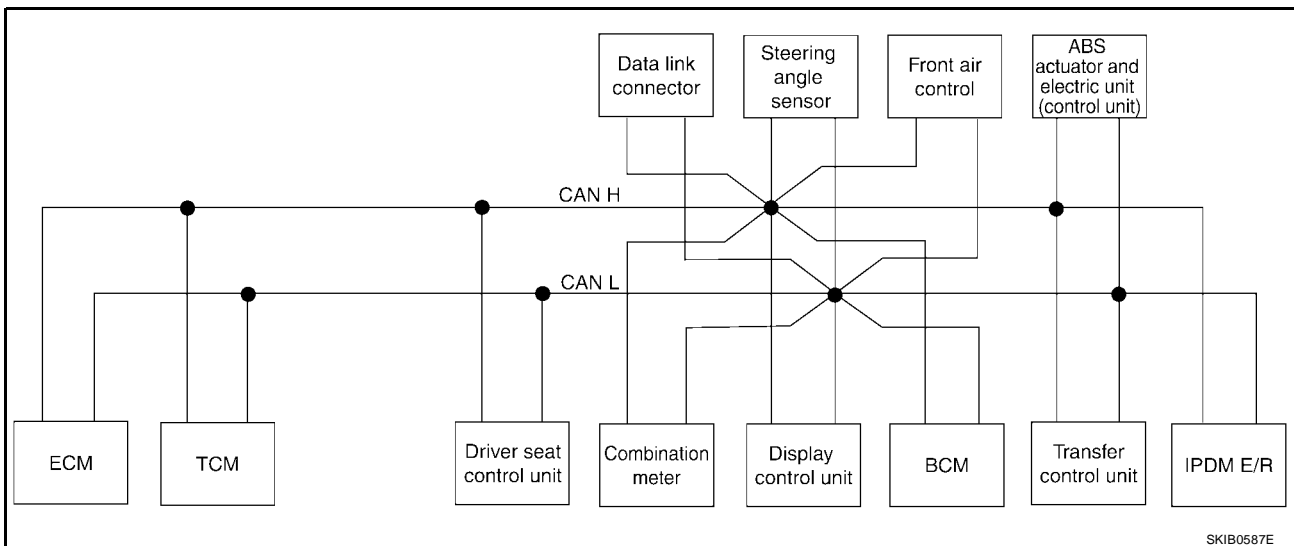 Data link
connector
Steering
angle
sensor
Front air
control
ABS
actuator and
electric unit
(control unit)
CAN H
CAN L
ECM
TCM
Driver seat
control unit
Combination
meter
Display
control unit
BCM
Transfer
control unit
IPDM E/R
SKIB0587E